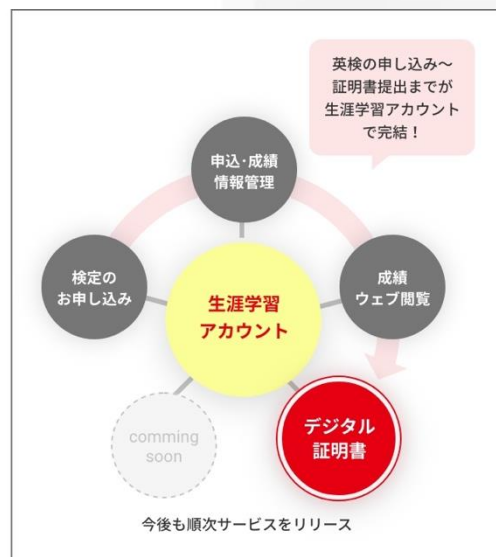 英検の申し込み～
証明書提出までが
生涯学習アカウント
で完結！
申込・成績
情報管理
検定の
お申し込み
成績
ウェブ閲覧
生涯学習
アカウント
comming
soon
デジタル
証明書
今後も順次サービスをリリース